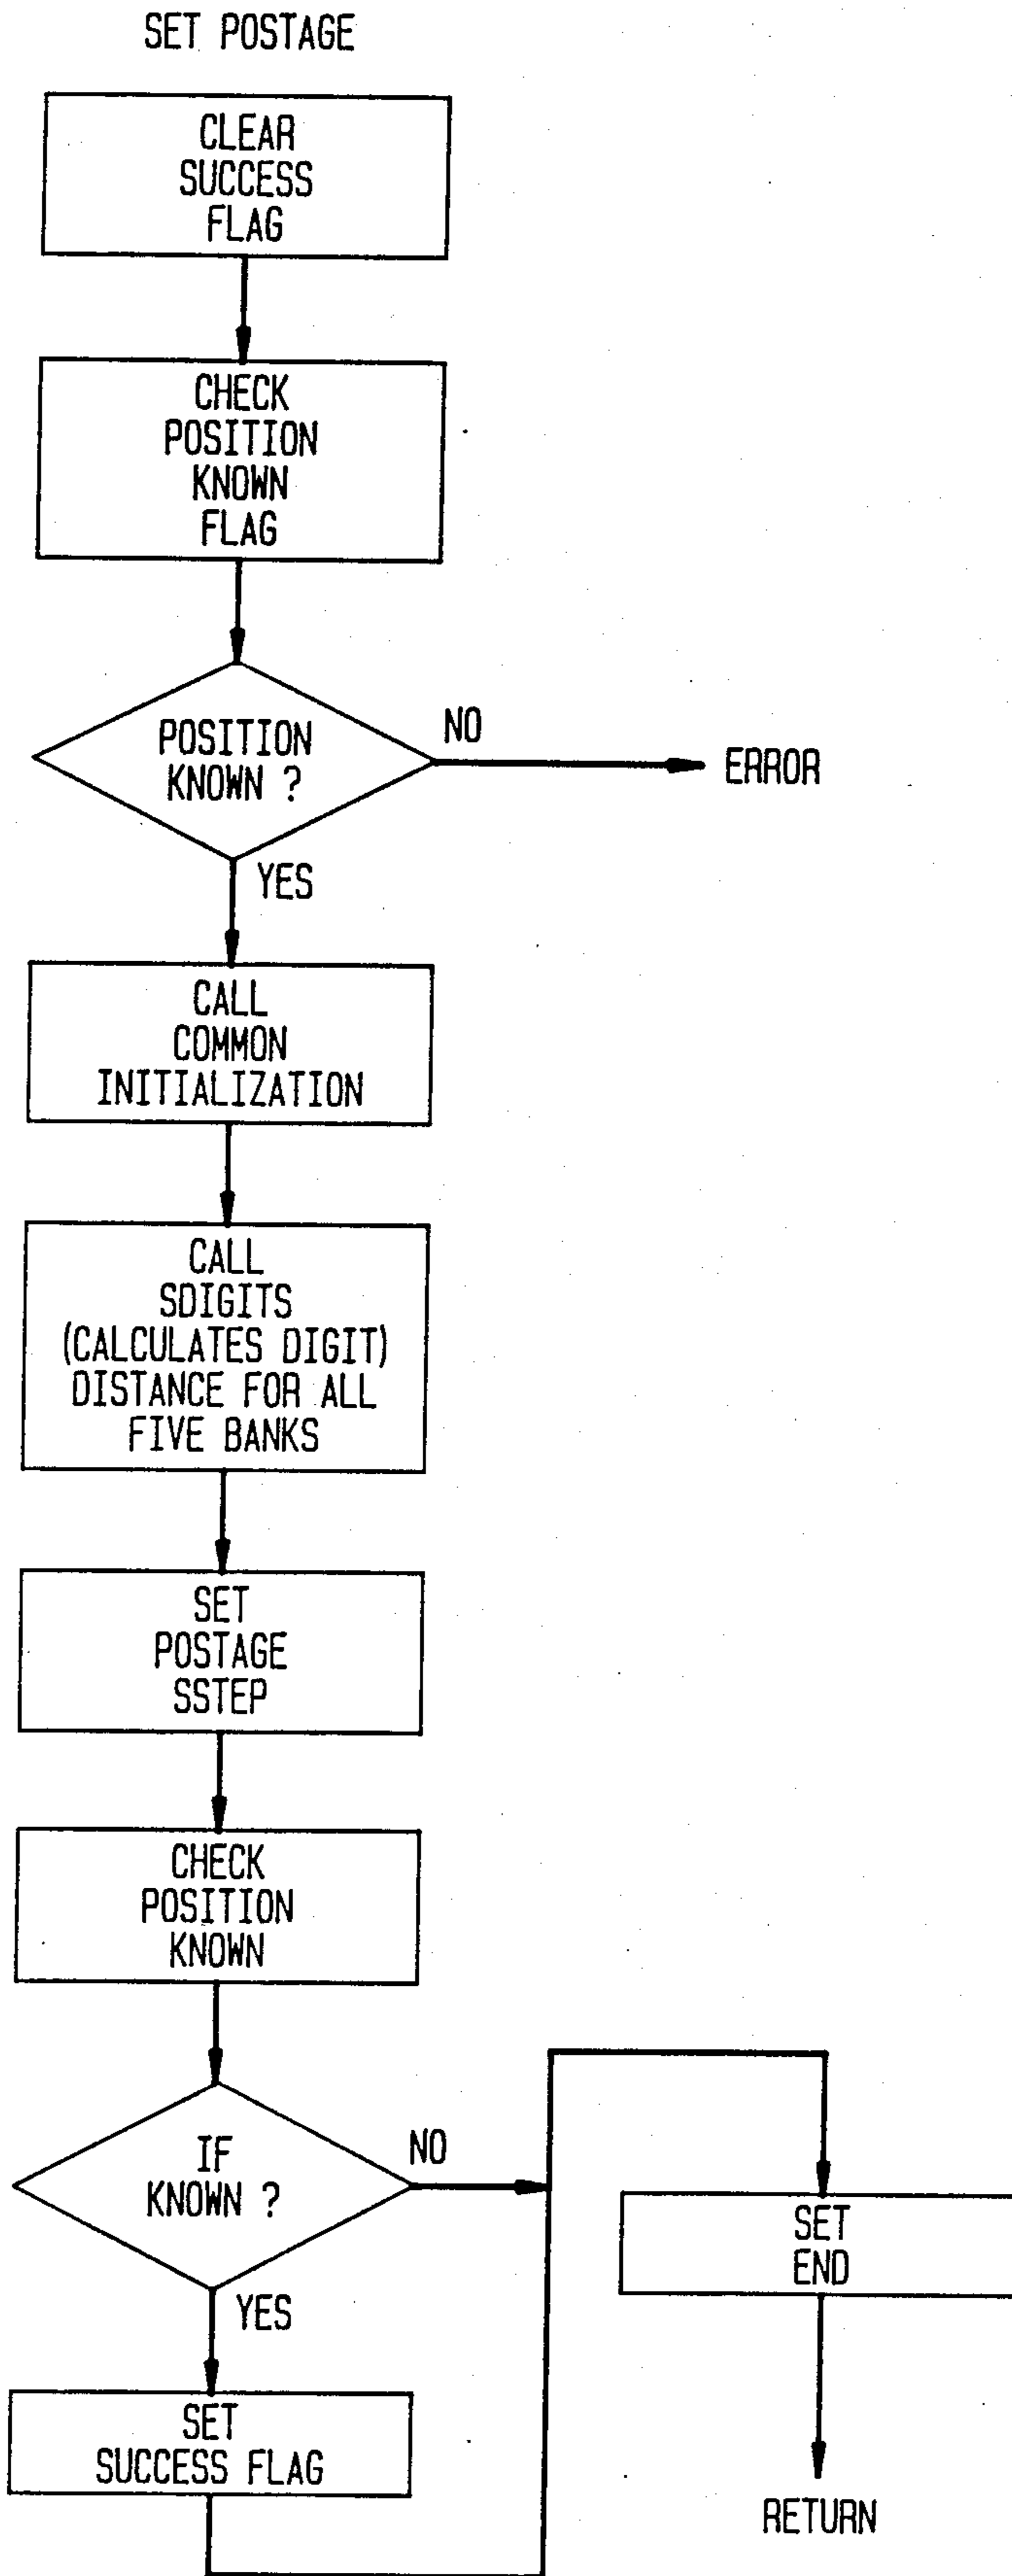 SET POSTAGE
CLEAR
SUCCESS
FLAG
CHECK
POSITION
KNOWN
FLAG
POSITION
KNOWN ?
NO
ERROR
YES
CALL
COMMON
INITIALIZATION
CALL
SDIGITS
(CALCULATES DIGIT)
DISTANCE FOR ALL
FIVE BANKS
SET
POSTAGE
SSTEP
CHECK
POSITION
KNOWN
IF
KNOWN ?
NO
YES
SET
SUCCESS FLAG
SET
END
RETURN